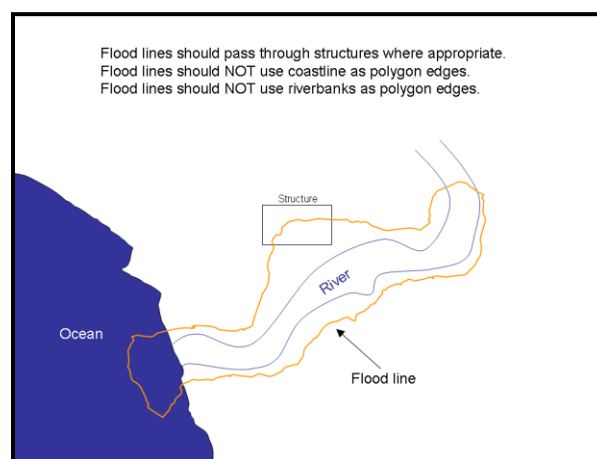 Flood lines should pass through structures where appropriate.
Flood lines should NOT use coastline as polygon edges.
Flood lines should NOT use riverbanks as polygon edges.
Structure
River
Ocean
Flood line